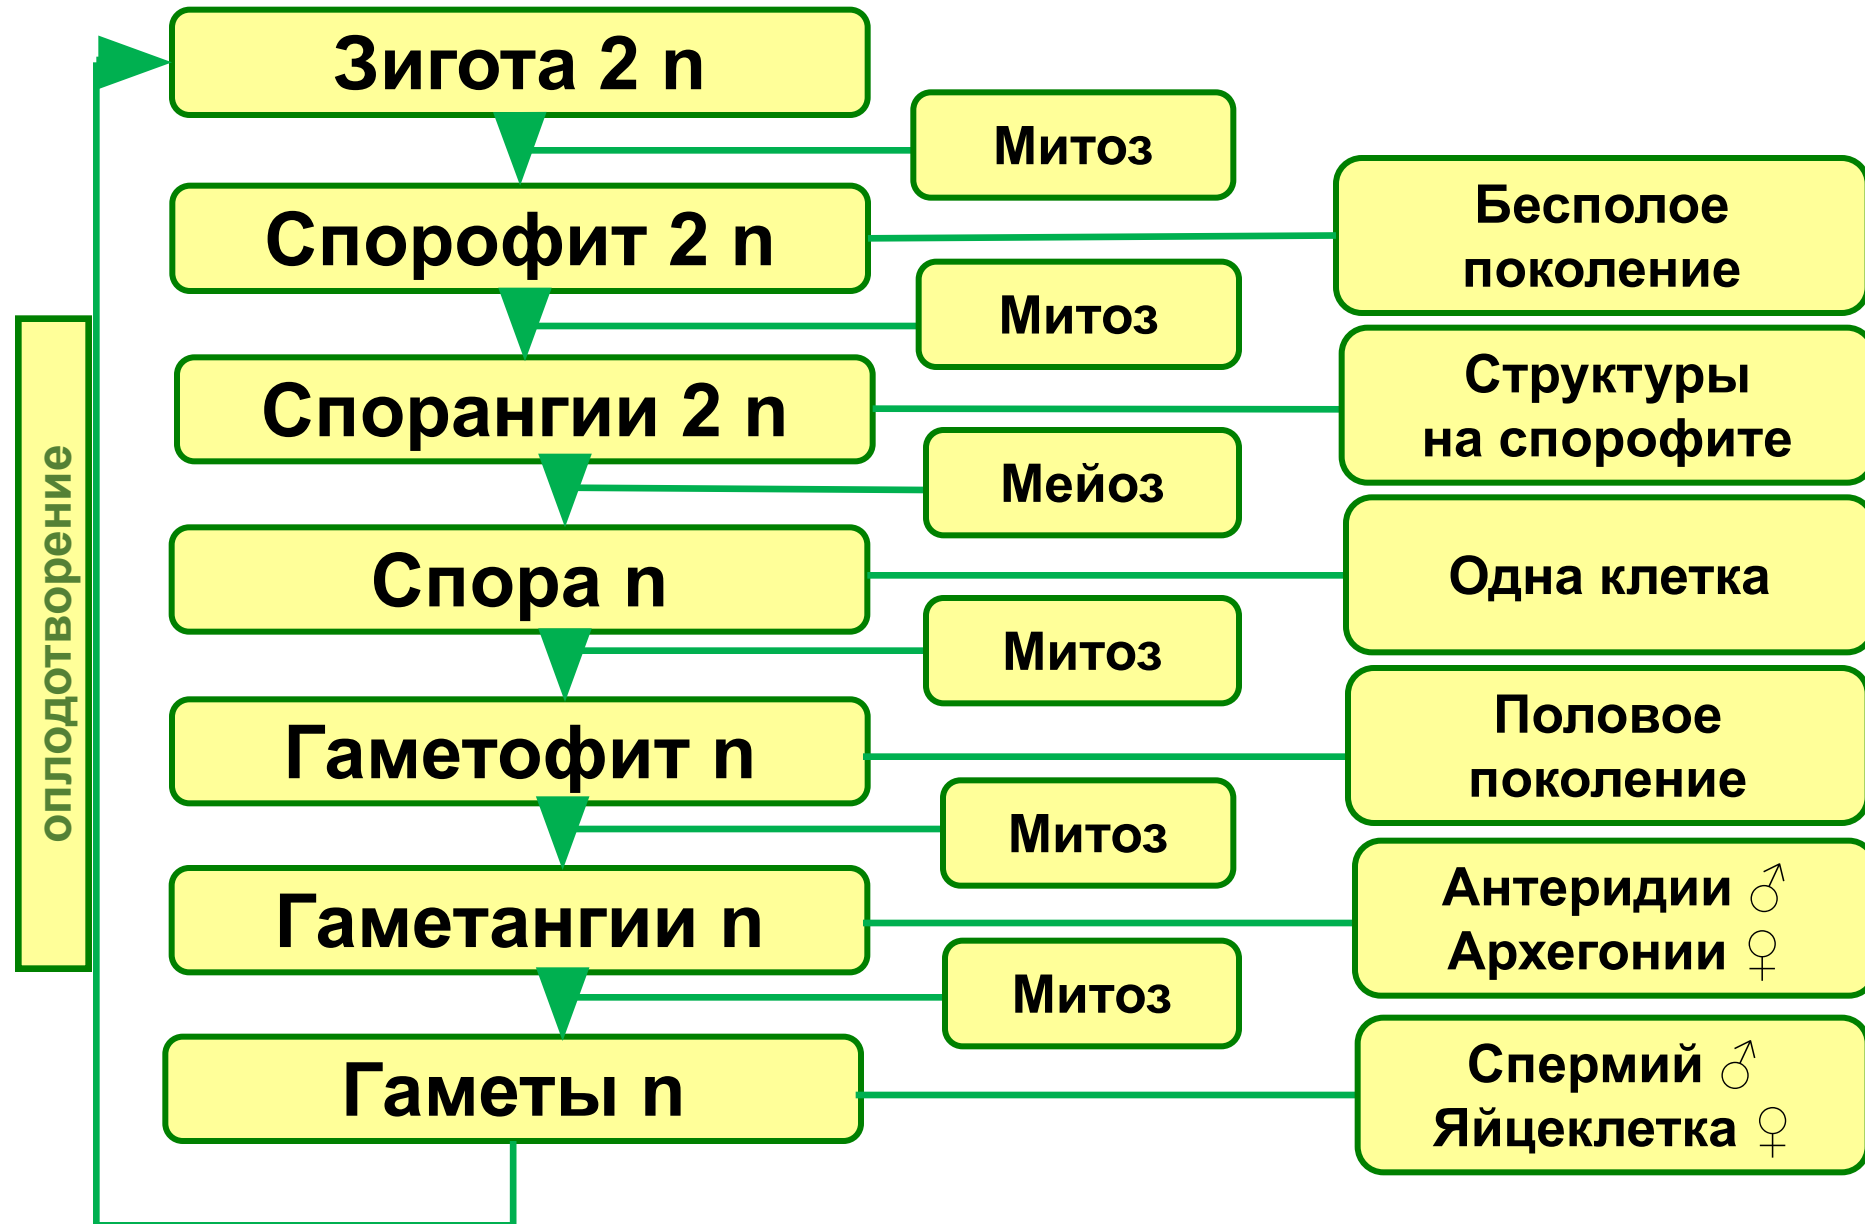 Зигота 2 n
Митоз
Спорофит 2 n
Бесполое
поколение
Митоз
Спорангии 2 n
Структуры
на спорофите
Мейоз
Спора n
Одна клетка
Митоз
Гаметофит n
Половое
поколение
Митоз
Гаметангии n
Антеридии ♂
Архегонии ♀
Митоз
Гаметы n
Спермий ♂
Яйцеклетка ♀
оплодотворение